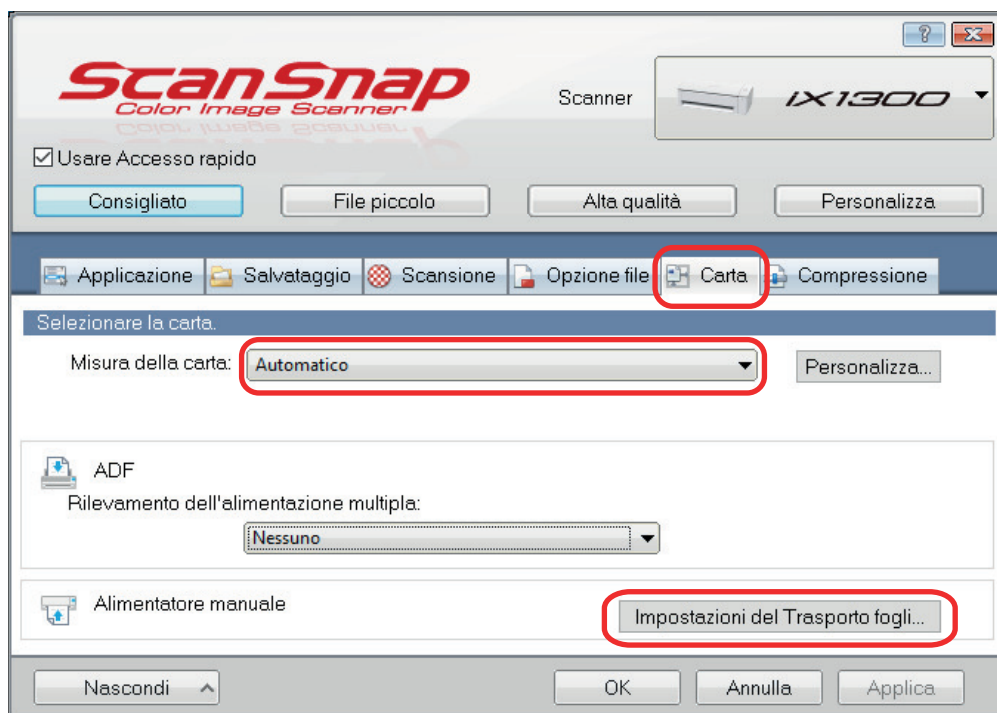 ScanSnap
Color Image Scanner
Scanner
iX1300
Usare Accesso rapido
Consigliato
File piccolo
Alta qualità
Personalizza
Applicazione
Salvataggio
Scansione
Opzione file
Carta
Compressione
Selezionare la carta.
Misura della carta:
Automatico
Personalizza...
ADF
Rilevamento dell'alimentazione multipla:
Nessuno
Alimentatore manuale
Impostazioni del Trasporto fogli...
Nascondi
OK
Annulla
Applica